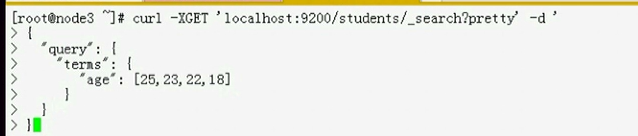 [root@node3 ~]# curl -XGET 'localhost:9200/students/_search?pretty' -d '
> {
>   "query": {
>     "terms": {
>       "age": [25,23,22,18]
>     }
>   }
> }